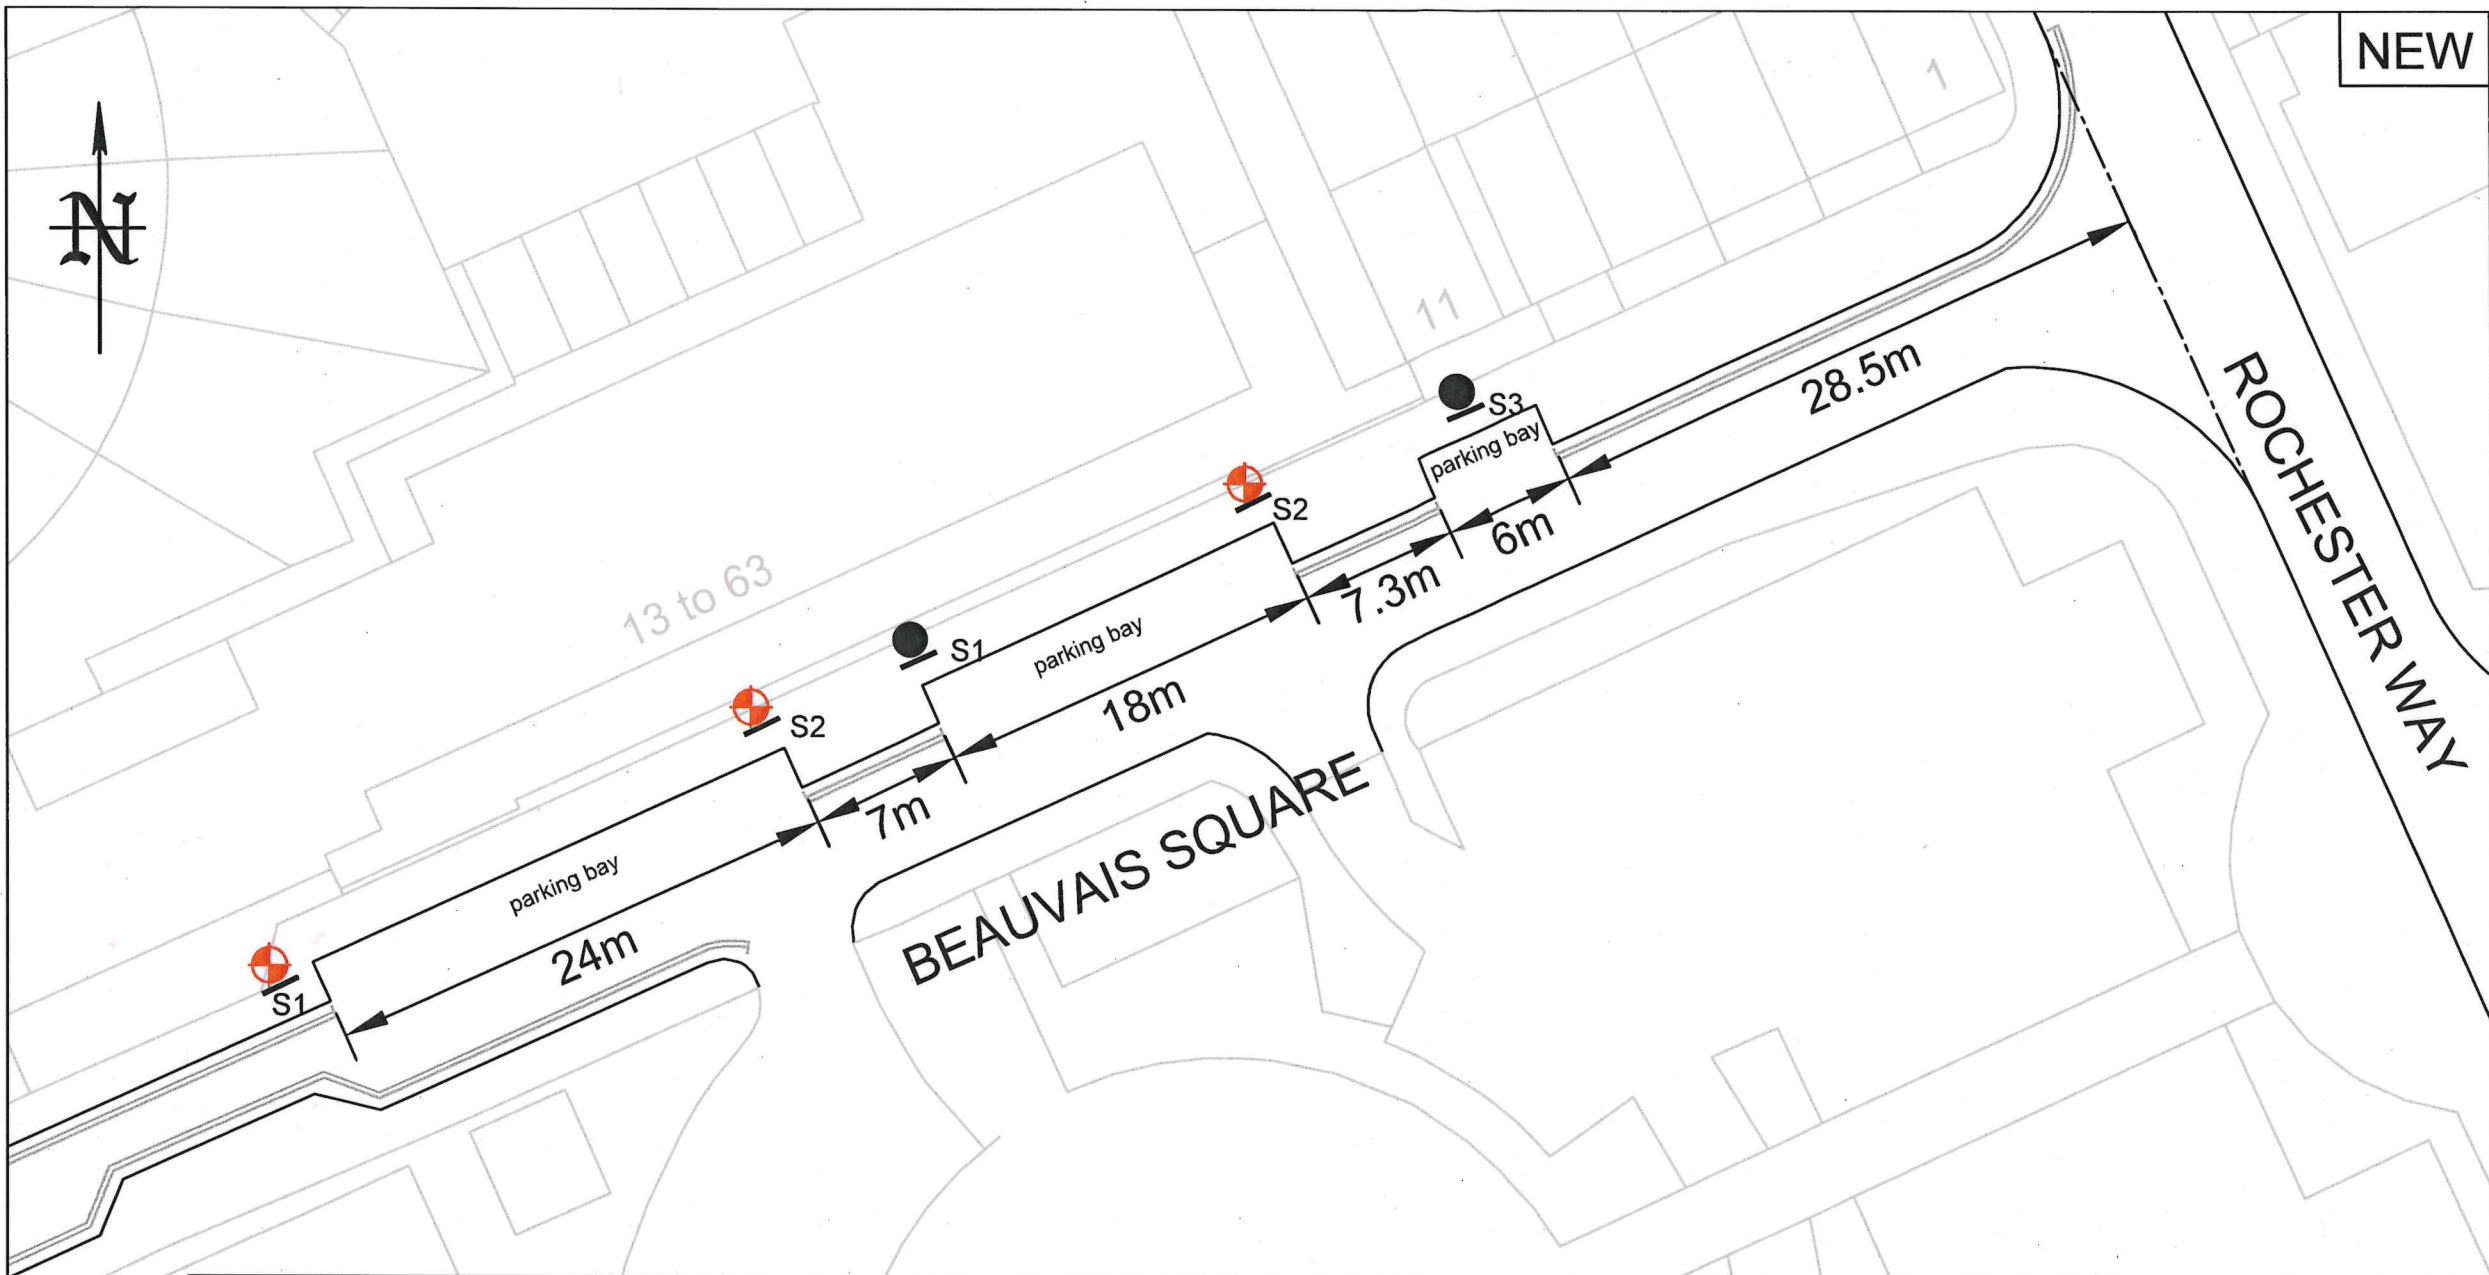 NEW
1
N
11
28.5m
ROCHESTER WAY
S3
parking bay
6m
S2
7.3m
13 to 63
S1
parking bay
18m
S2
7m
BEAUVAIS SQUARE
parking bay
24m
S1